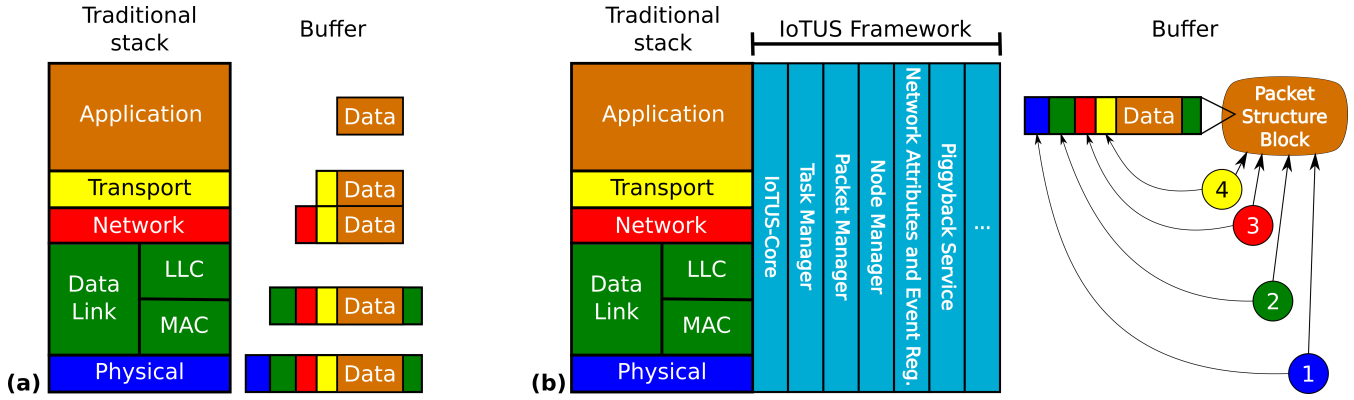 Traditional
stack
Buffer
Application
Data
Transport
Data
Network
Data
Data
Link
LLC
MAC
Data
Physical
Data
(a)
Traditional
stack
IoTUS Framework
Buffer
Application
Transport
Network
Data
Link
LLC
MAC
Physical
(b)
IoTUS-Core
Task Manager
Packet Manager
Node Manager
Network Attributes and Event Reg.
Piggyback Service
...
Data
Packet
Structure
Block
4
3
2
1